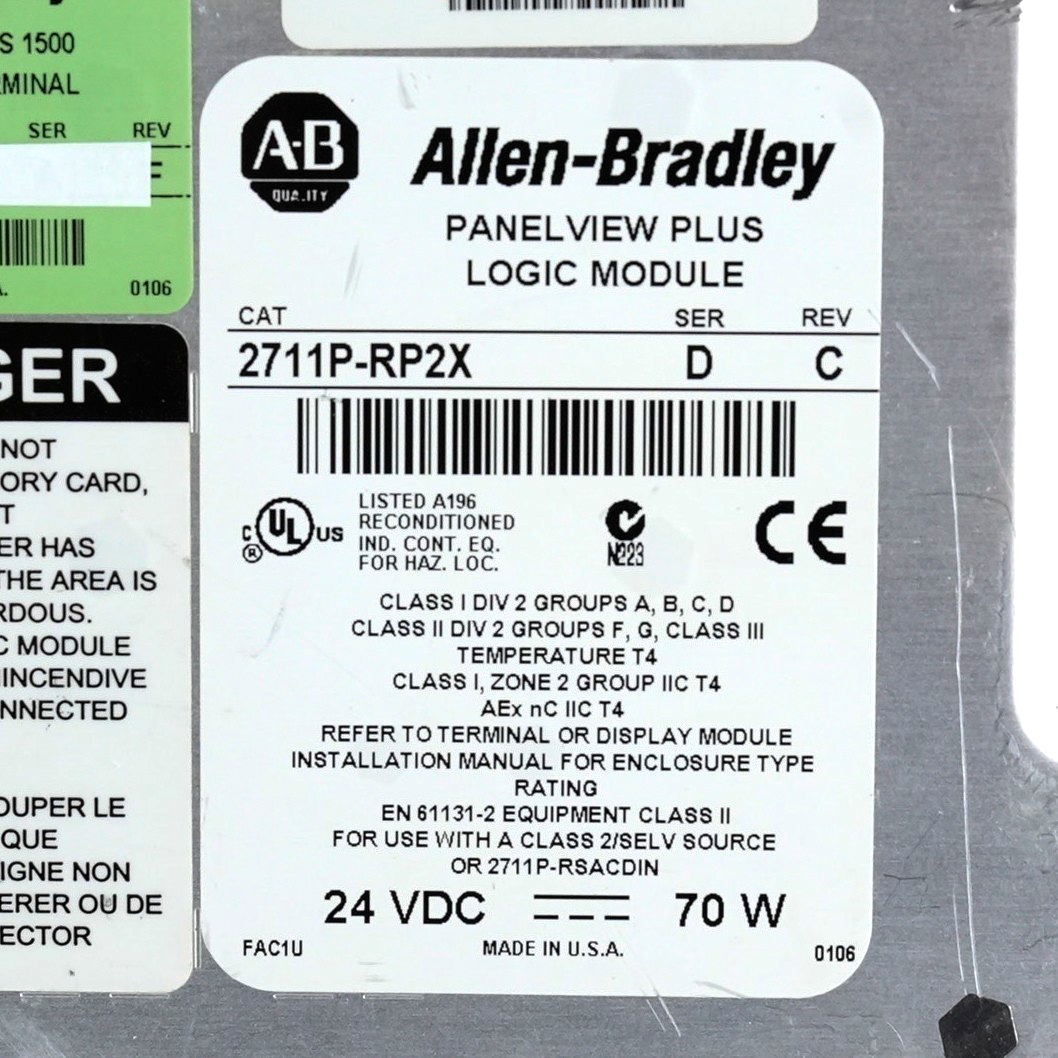 S 1500
MINAL
SER REV
A. 0106
GER
NOT
ORY CARD,
T
ER HAS
THE AREA IS
RDOUS.
C MODULE
INCENDIVE
NNECTED
OUPER LE
QUE
IGNE NON
ERER OU DE
ECTOR
A-B
QUALITY
Allen-Bradley
PANELVIEW PLUS
LOGIC MODULE
CAT SER REV
2711P-RP2X D C
C UL US ®
LISTED A196
RECONDITIONED
IND. CONT. EQ.
FOR HAZ. LOC.
N223
CE
CLASS I DIV 2 GROUPS A, B, C, D
CLASS II DIV 2 GROUPS F, G, CLASS III
TEMPERATURE T4
CLASS I, ZONE 2 GROUP IIC T4
AEx nC IIC T4
REFER TO TERMINAL OR DISPLAY MODULE
INSTALLATION MANUAL FOR ENCLOSURE TYPE
RATING
EN 61131-2 EQUIPMENT CLASS II
FOR USE WITH A CLASS 2/SELV SOURCE
OR 2711P-RSACDIN
24 VDC 70 W
FAC1U MADE IN U.S.A. 0106